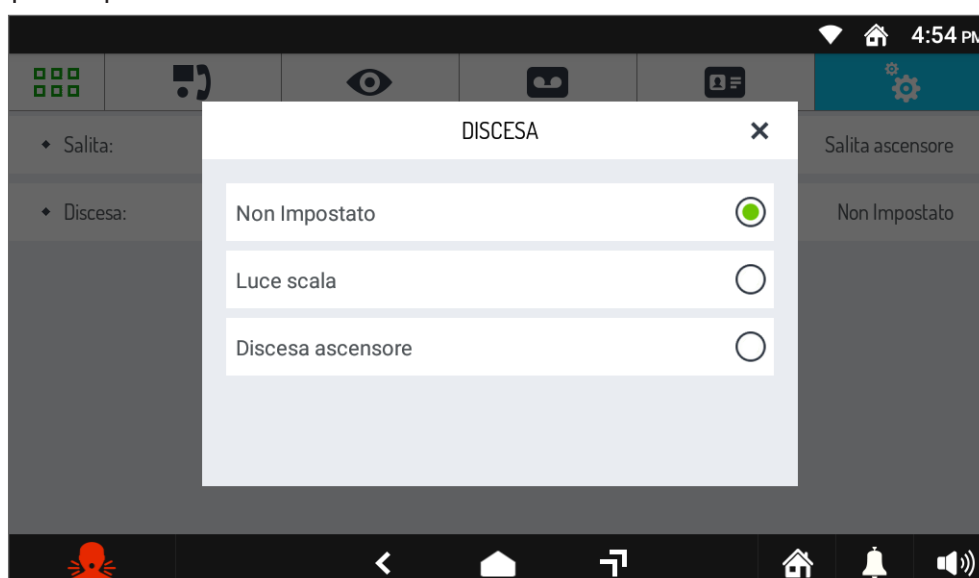 4:54 PM
DISCESA
Salita:
Salita ascensore
Discesa:
Non Impostato
Non Impostato
Luce scala
Discesa ascensore